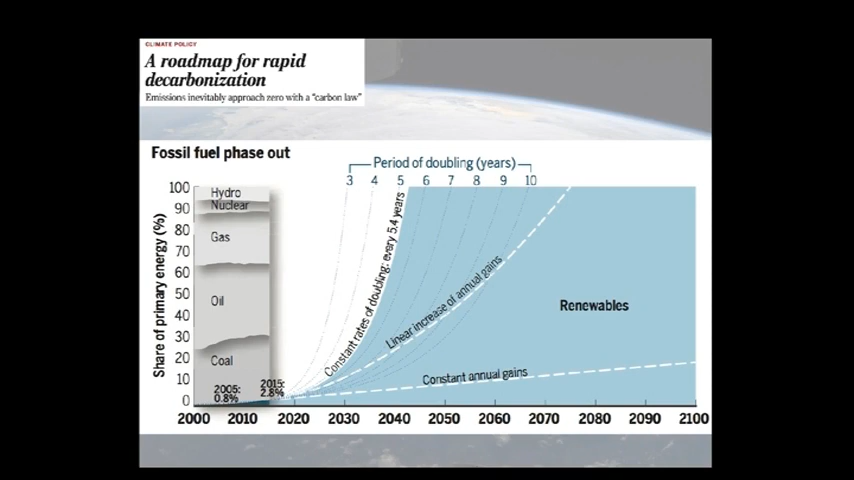 CLIMATE POLICY
A roadmap for rapid
decarbonization
Emissions inevitably approach zero with a "carbon law"
Fossil fuel phase out
Period of doubling (years)
3 4 5 6 7 8 9 10
Share of primary energy (%)
100
90
80
70
60
50
40
30
20
10
0
Hydro
Nuclear
Gas
Oil
Coal
2005:
0.8%
2015:
2.8%
Constant rates of doubling: every 5.4 years
Linear increase of annual gains
Constant annual gains
Renewables
2000 2010 2020 2030 2040 2050 2060 2070 2080 2090 2100